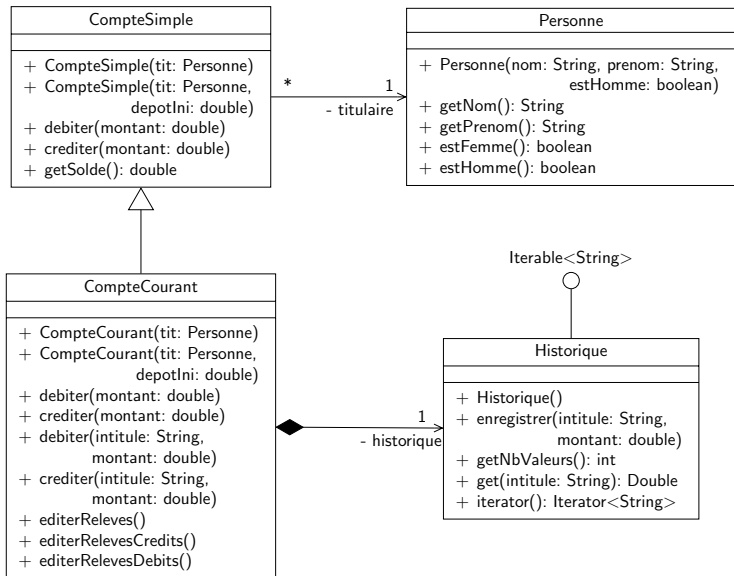 CompteSimple
+ CompteSimple(tit: Personne)
+ CompteSimple(tit: Personne,
depotIni: double)
+ debiter(montant: double)
+ crediter(montant: double)
+ getSolde(): double
*
1
- titulaire
Personne
+ Personne(nom: String, prenom: String,
estHomme: boolean)
+ getNom(): String
+ getPrenom(): String
+ estFemme(): boolean
+ estHomme(): boolean
CompteCourant
+ CompteCourant(tit: Personne)
+ CompteCourant(tit: Personne,
depotIni: double)
+ debiter(montant: double)
+ crediter(montant: double)
+ debiter(intitule: String,
montant: double)
+ crediter(intitule: String,
montant: double)
+ editerReleves()
+ editerRelevesCredits()
+ editerRelevesDebits()
1
- historique
Iterable<String>
Historique
+ Historique()
+ enregistrer(intitule: String,
montant: double)
+ getNbValeurs(): int
+ get(intitule: String): Double
+ iterator(): Iterator<String>